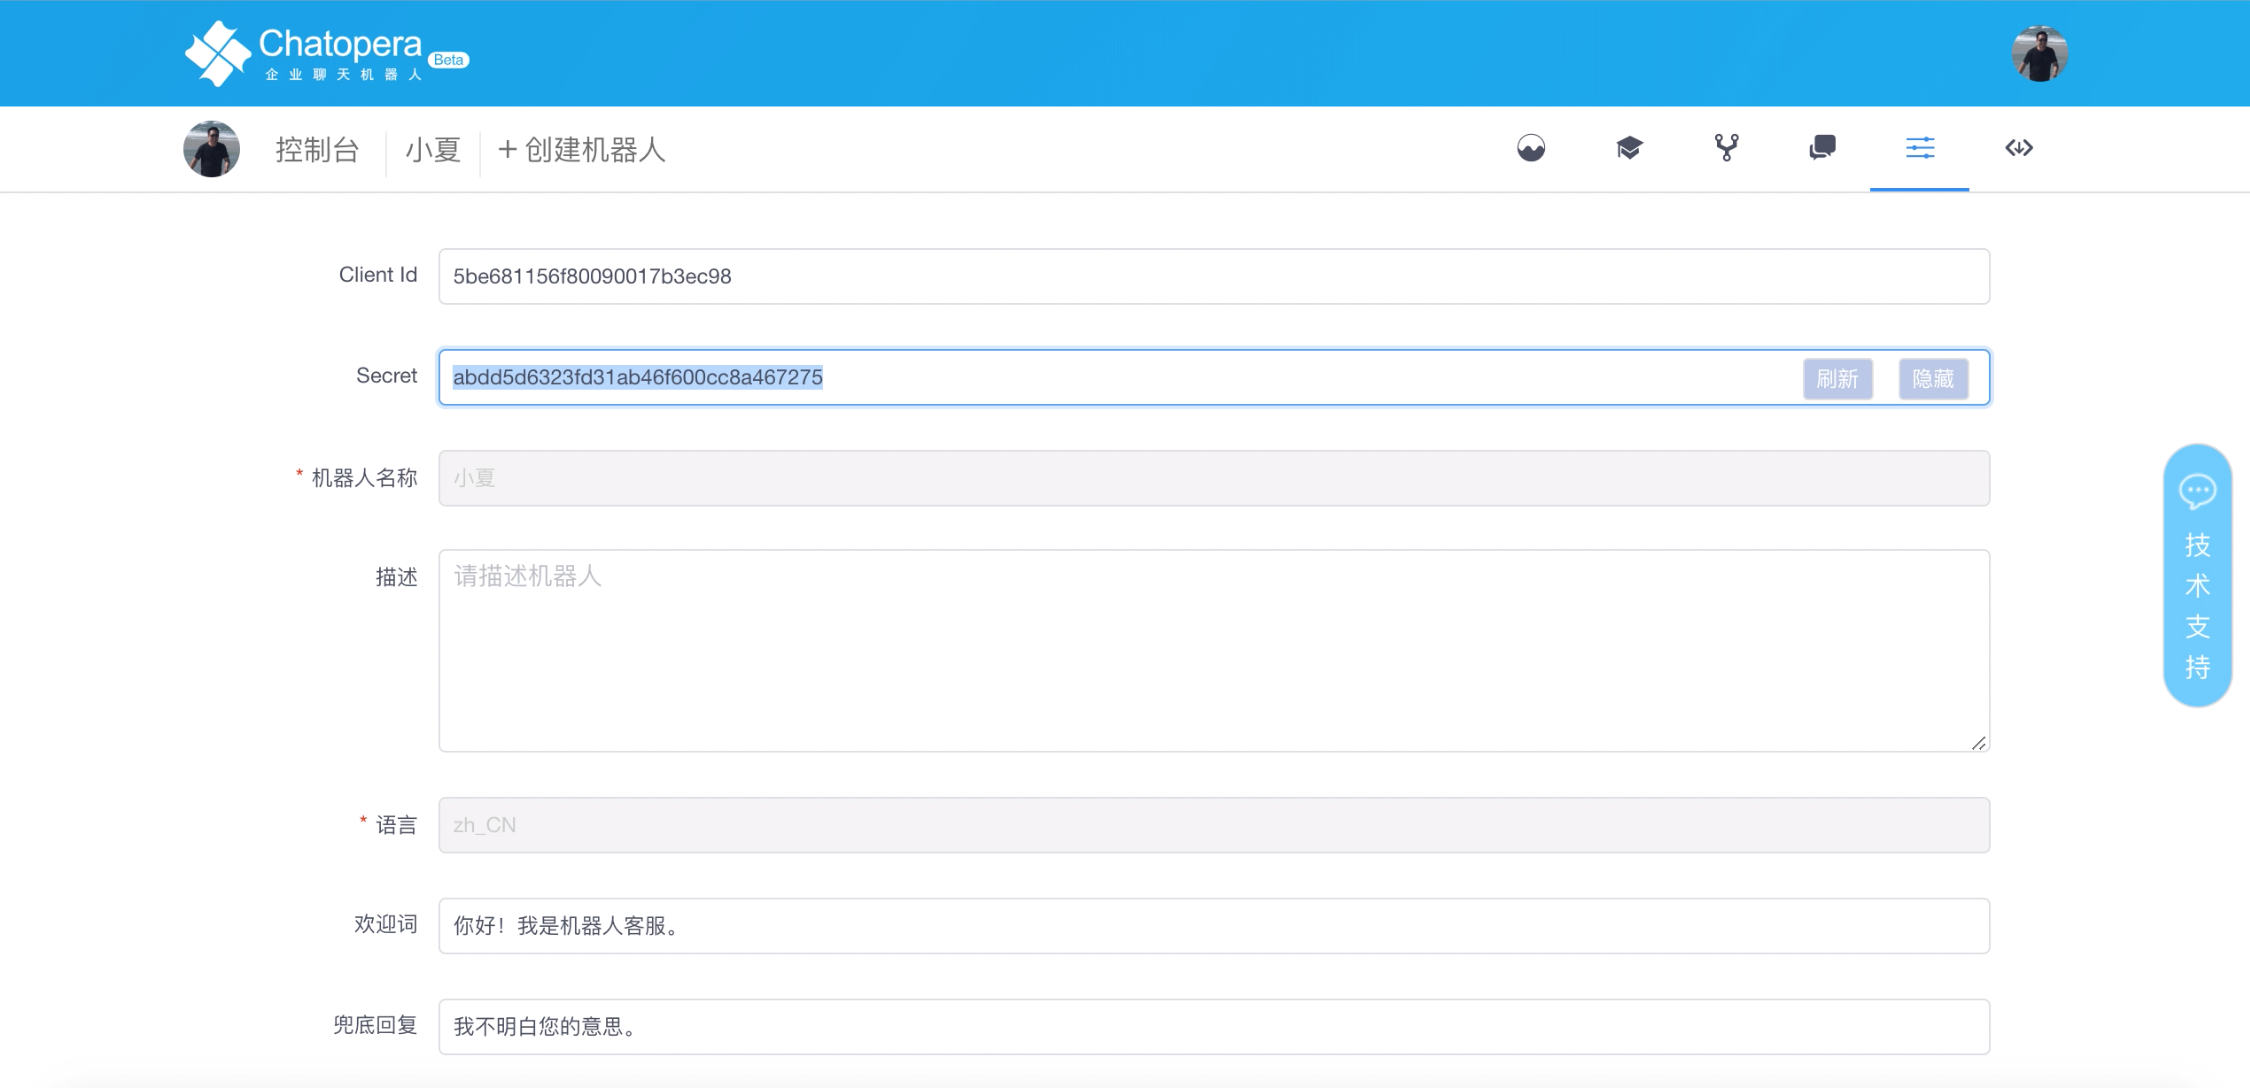 Chatopera Beta
企业聊天机器人
控制台 小夏 + 创建机器人
Client Id 5be681156f80090017b3ec98
Secret abdd5d6323fd31ab46f600cc8a467275 刷新 隐藏
* 机器人名称 小夏
描述 请描述机器人
技术支持
* 语言 zh_CN
欢迎词 你好！我是机器人客服。
兜底回复 我不明白您的意思。